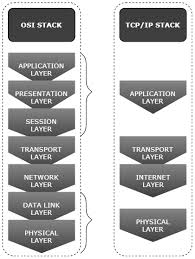 OSI STACK
APPLICATION
LAYER
PRESENTATION
LAYER
SESSION
LAYER
TRANSPORT
LAYER
NETWORK
LAYER
DATA LINK
LAYER
PHYSICAL
LAYER
TCP/IP STACK
APPLICATION
LAYER
TRANSPORT
LAYER
INTERNET
LAYER
PHYSICAL
LAYER